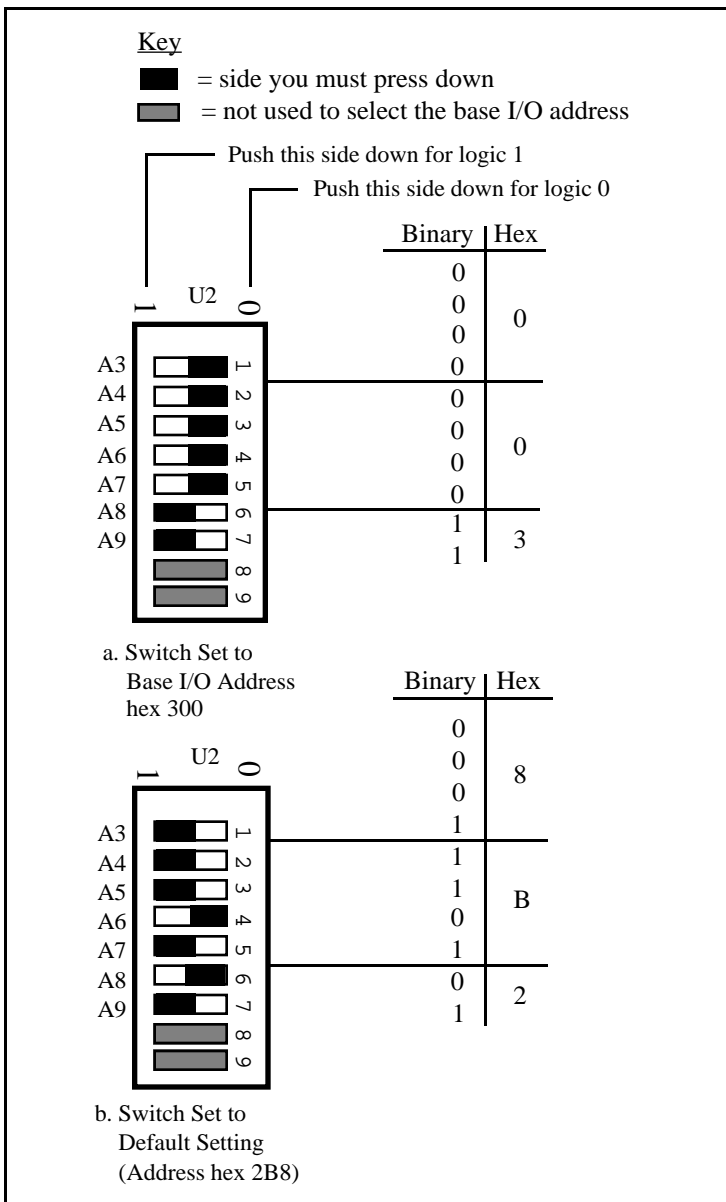 Key
= side you must press down
= not used to select the base I/O address
Push this side down for logic 1
Push this side down for logic 0
Binary Hex
0
0
0
0
0
0
0
0
0
0
1
1
3
1 U2 0
A3 1
A4 2
A5 3
A6 4
A7 5
A8 6
A9 7
8
9
a. Switch Set to
Base I/O Address
hex 300
Binary Hex
0
0
0
1
8
1
1
0
1
B
0
1
2
1 U2 0
A3 1
A4 2
A5 3
A6 4
A7 5
A8 6
A9 7
8
9
b. Switch Set to
Default Setting
(Address hex 2B8)